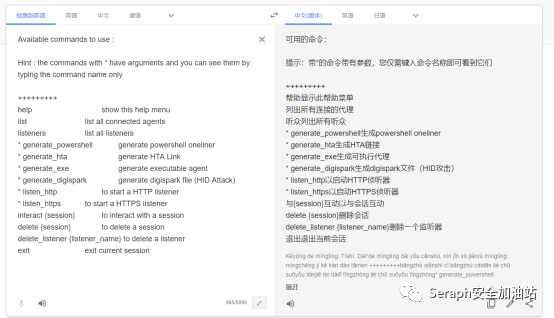 检测到英语 英语 中文 德语
Available commands to use :
Hint : the commands with * have arguments and you can see them by
typing the command name only
+++++++++
help show this help menu
list list all connected agents
listeners list all listeners
* generate_powershell generate powershell oneliner
* generate_hta generate HTA Link
* generate_exe generate executable agent
* generate_digispark generate digispark file (HID Attack)
* listen_http to start a HTTP listener
* listen_https to start a HTTPS listener
interact {session} to interact with a session
delete {session} to delete a session
delete_listener {listener_name} to delete a listener
exit exit current session
685/5000
中文(简体) 英语 日语
可用的命令:
提示：带*的命令带有参数，您仅需键入命令名称即可看到它们
+++++++++
帮助显示此帮助菜单
列出所有连接的代理
听众列出所有听众
* generate_powershell生成powershell oneliner
* generate_hta生成HTA链接
* generate_exe生成可执行代理
* generate_digispark生成digispark文件（HID攻击）
* listen_http以启动HTTP侦听器
* listen_https以启动HTTPS侦听器
与{session}互动以与会话互动
delete {session}删除会话
delete_listener {listener_name}删除一个监听器
退出退出当前会话
Kěyòng de mìnglìng: Tíshì: Dài*de mìnglìng dài yǒu cānshù, nín jǐn xū jiànrù mìnglìng
mìngchēng jí kě kàn dào tāmen +++++++++bāngzhù xiǎnshì cǐ bāngzhù càidān liè chū
suǒyǒu liánjiē de dàilǐ tīngzhòng liè chū suǒyǒu tīngzhòng* generate_powershell
展开
Seraph安全加油站